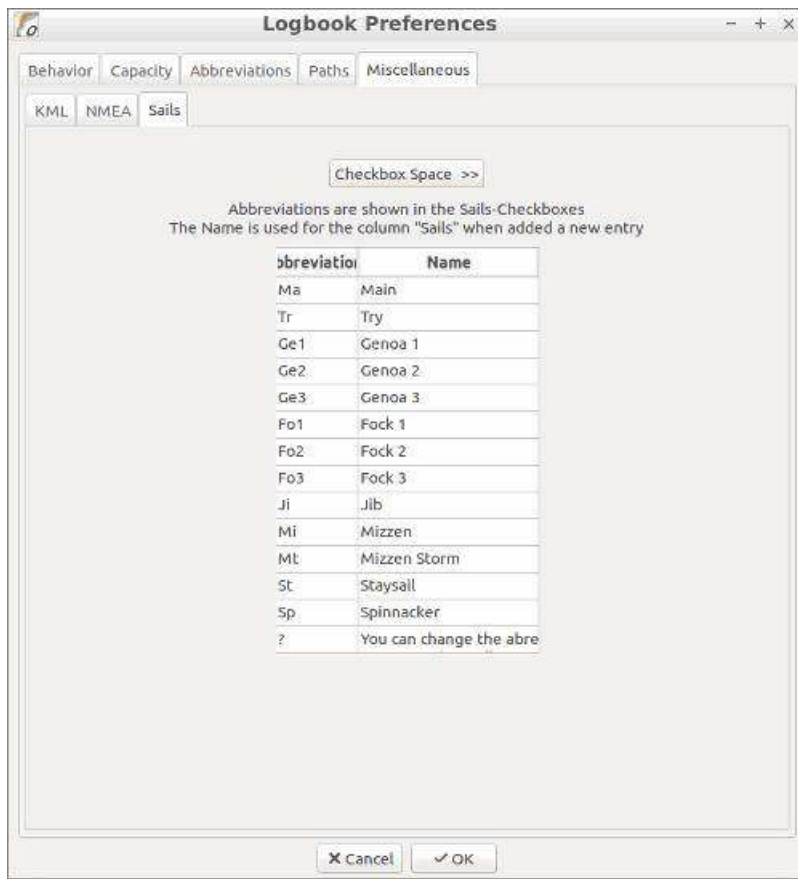 Logbook Preferences
Behavior Capacity Abbreviations Paths Miscellaneous
KML NMEA Sails
Checkbox Space >>
Abbreviations are shown in the Sails-Checkboxes
The Name is used for the column "Sails" when added a new entry
bbreviation Name
Ma Main
Tr Try
Ge1 Genoa 1
Ge2 Genoa 2
Ge3 Genoa 3
Fo1 Fock 1
Fo2 Fock 2
Fo3 Fock 3
Ji Jib
Mi Mizzen
Mt Mizzen Storm
St Staysail
Sp Spinnacker
? You can change the abre
Cancel OK